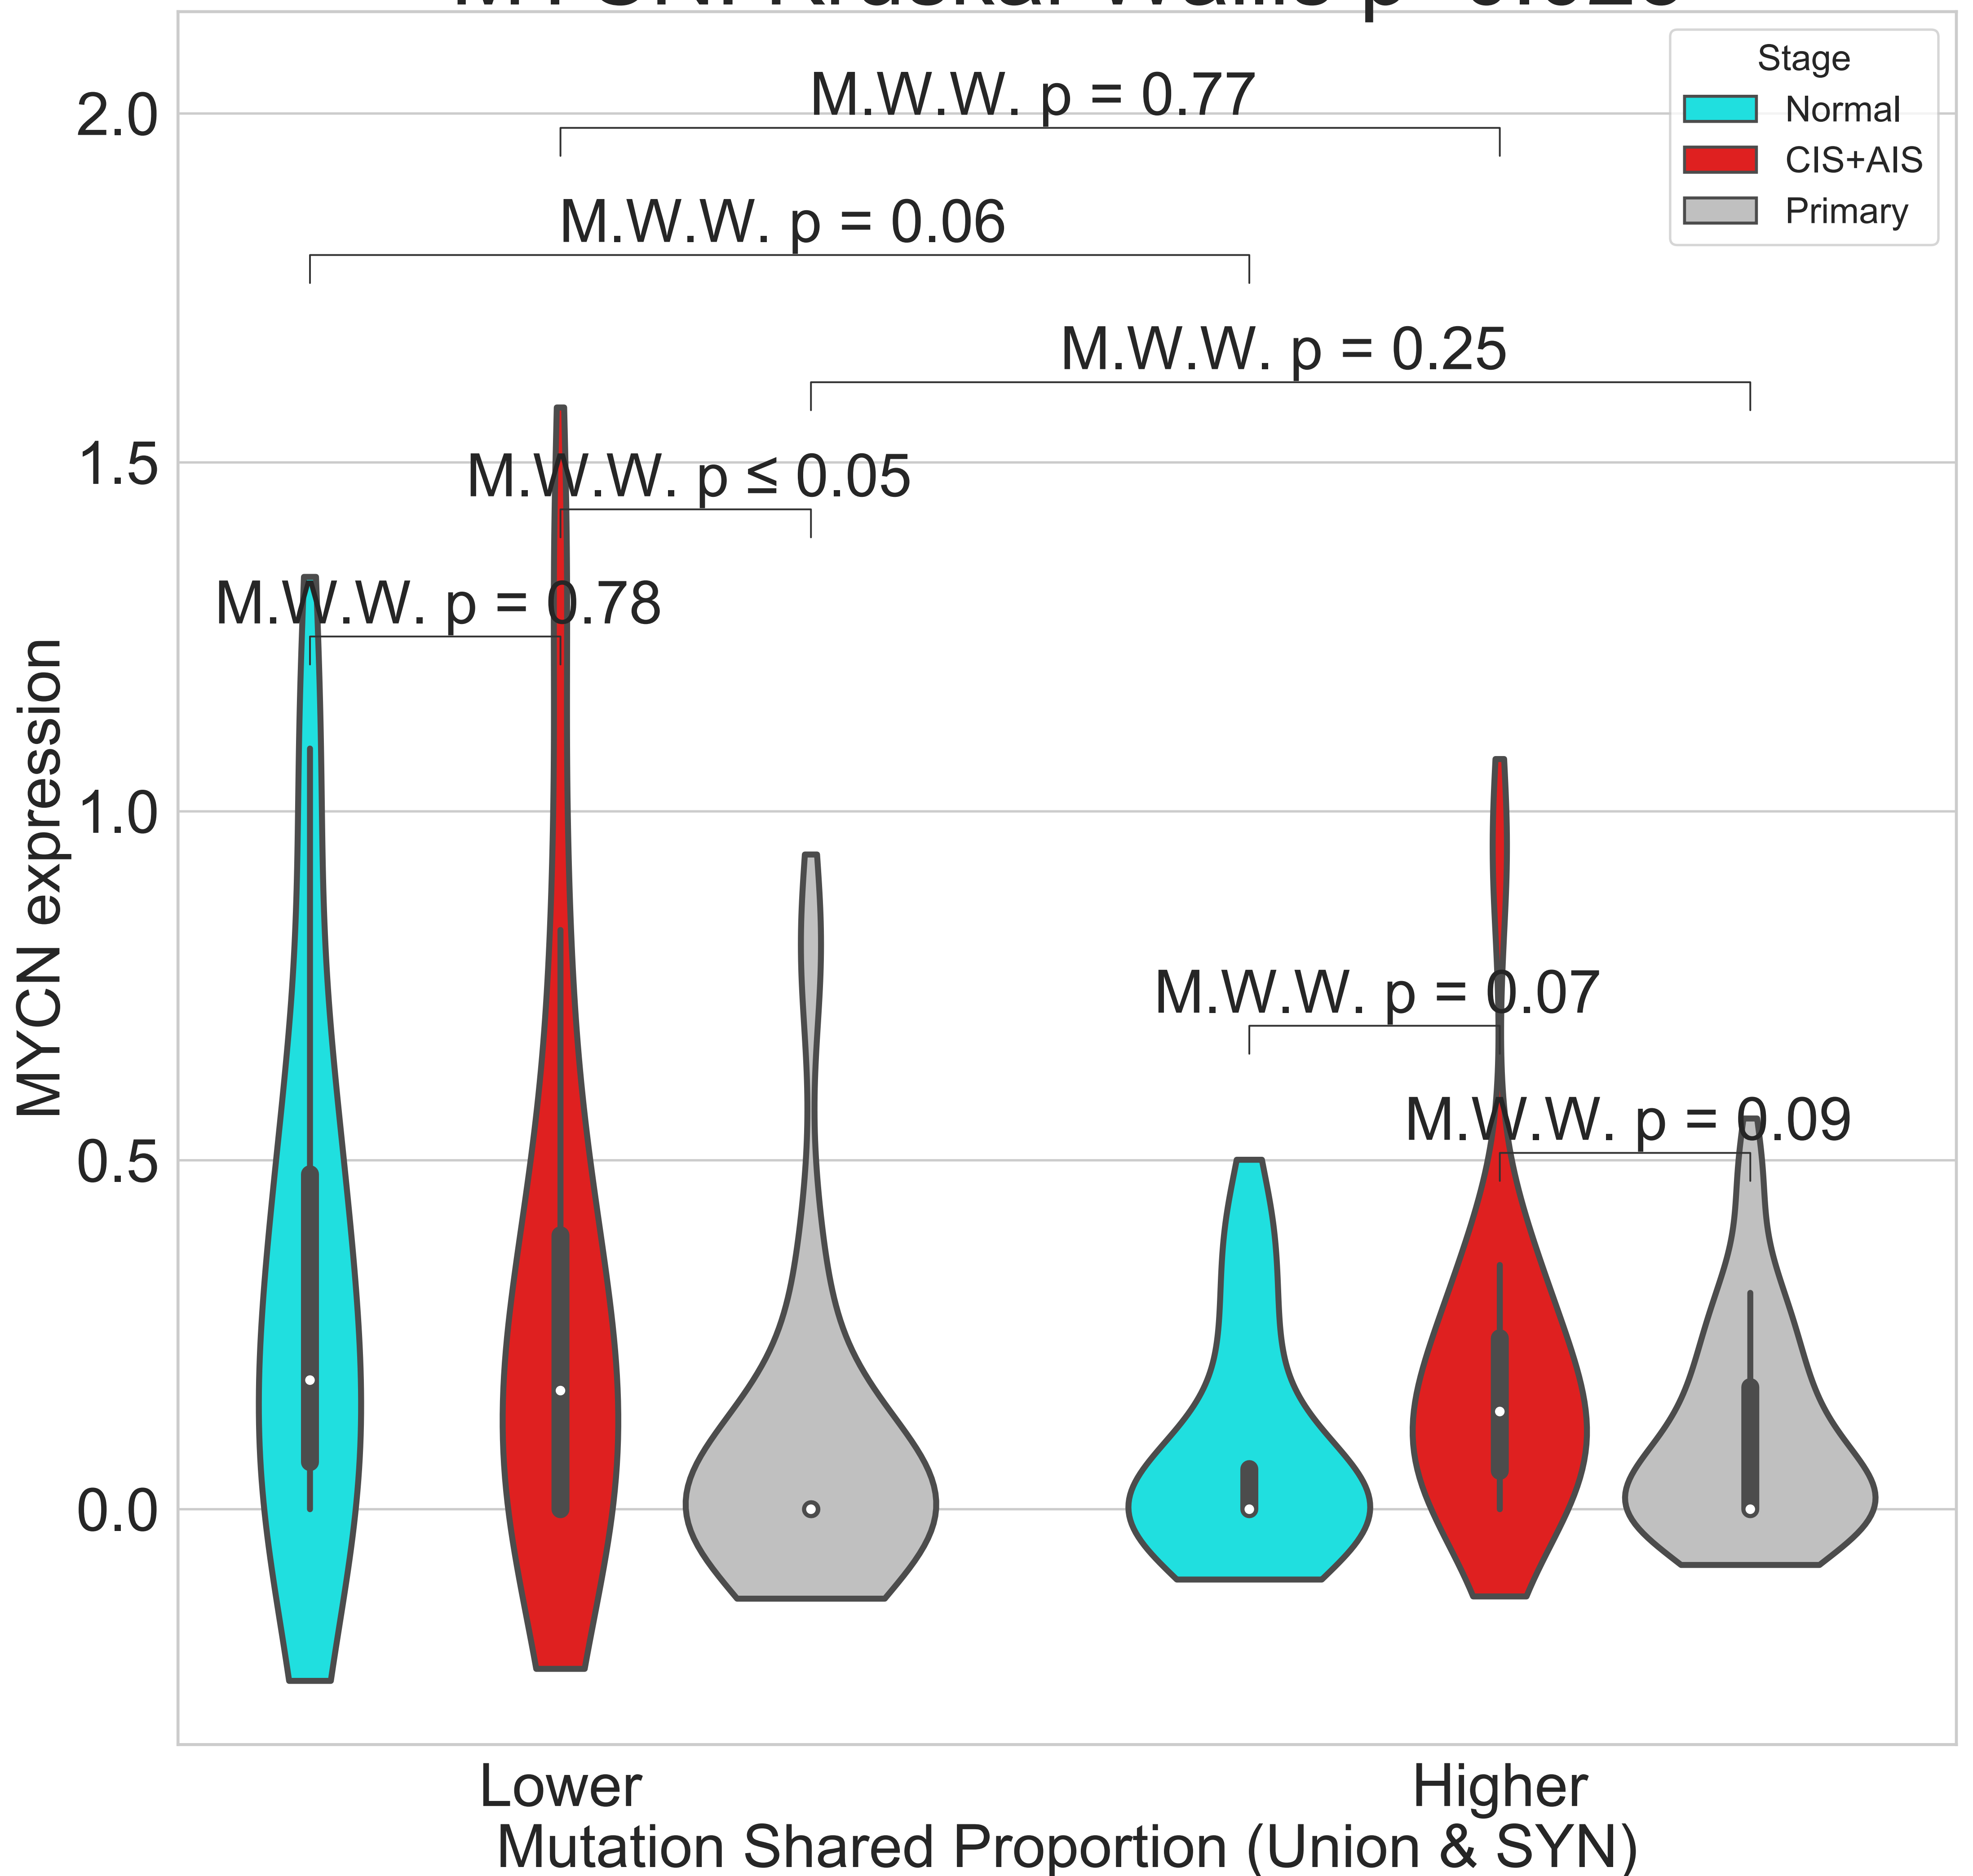 Stage
Normal
CIS+AIS
Primary
M.W.W. p = 0.77
M.W.W. p = 0.06
M.W.W. p = 0.25
M.W.W. p ≤ 0.05
M.W.W. p = 0.78
M.W.W. p = 0.07
M.W.W. p = 0.09
2.0
1.5
1.0
0.5
0.0
MYCN expression
Lower
Higher
Mutation Shared Proportion (Union & SYN)